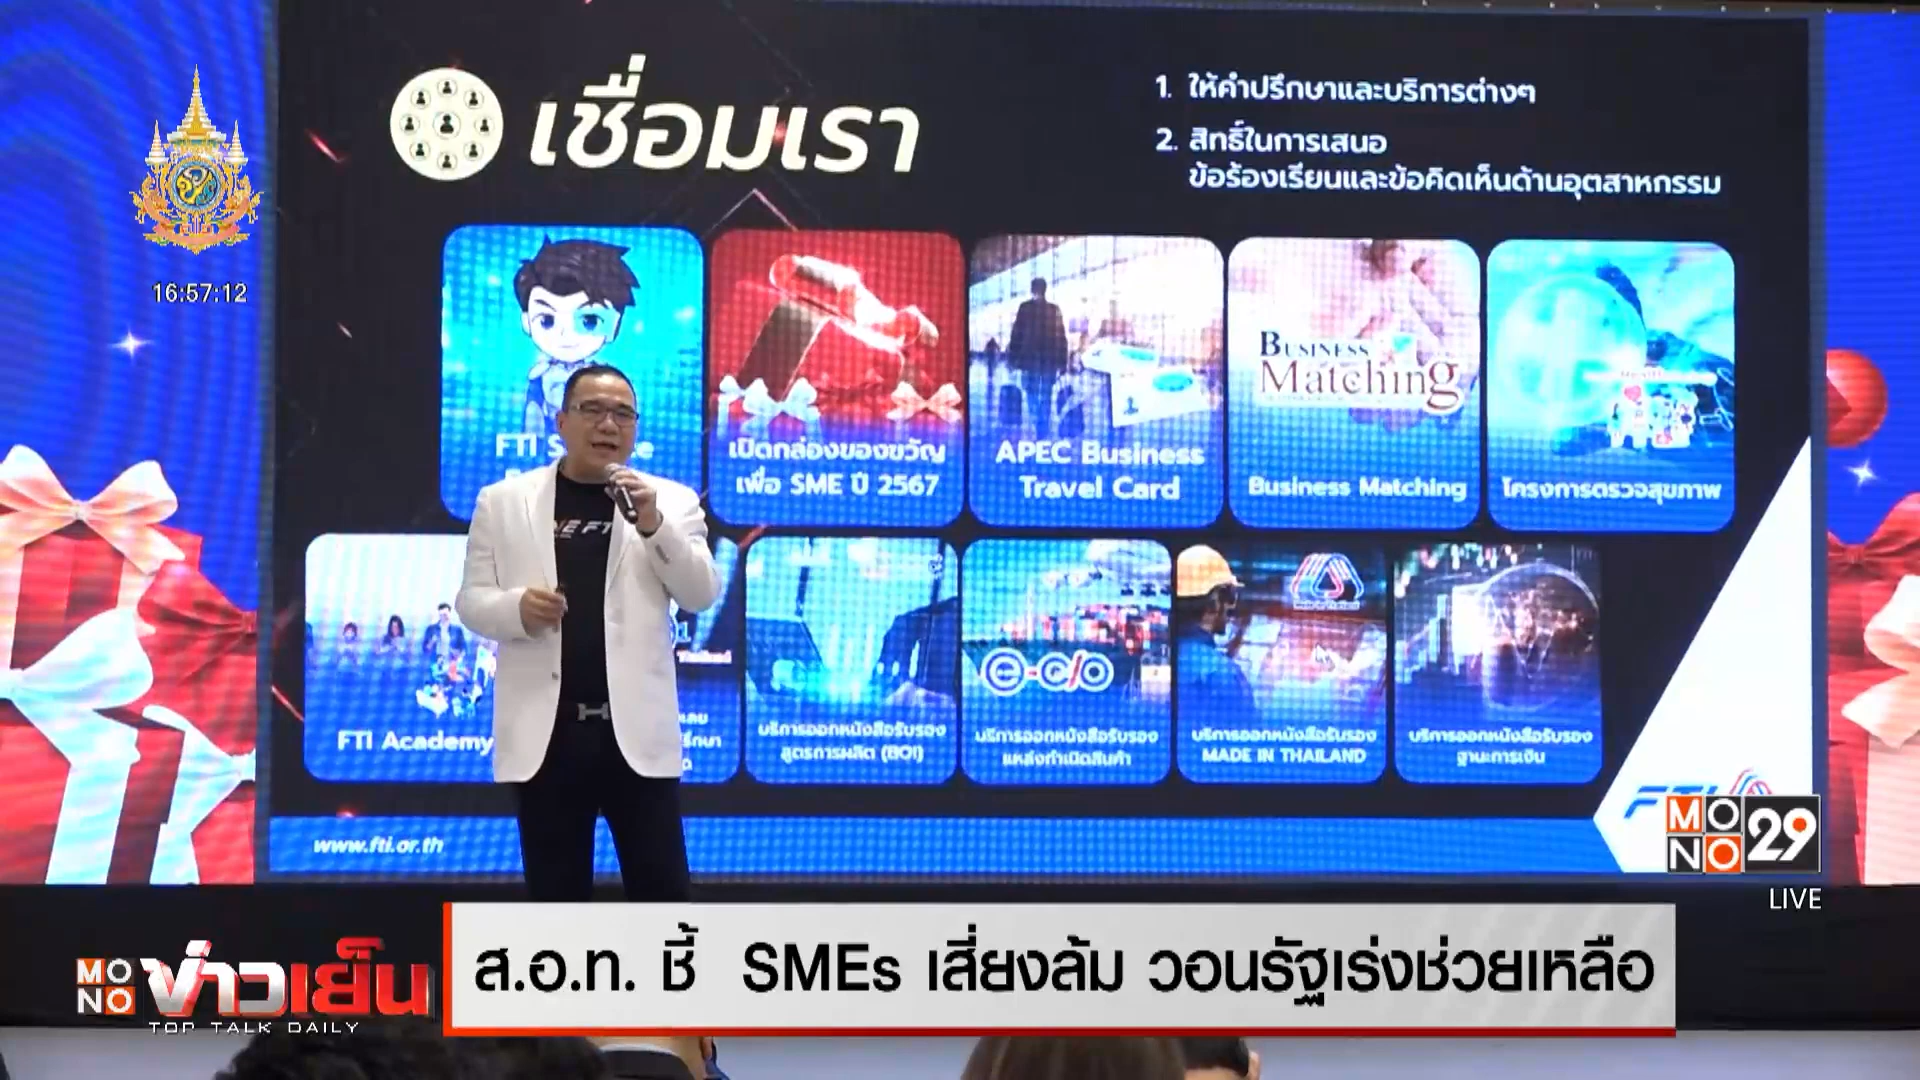 เชื่อมเรา
1. ให้คำปรึกษาและบริการต่างๆ
2. สิทธิ์ในการเสนอ
ข้อร้องเรียนและข้อคิดเห็นด้านอุตสาหกรรม
16:57:12
FTI
เปิดกล่องของขวัญ
เพื่อ SME ปี 2567
APEC Business
Travel Card
BUSINESS
Matching
Business Matching
โครงการตรวจสุขภาพ
FTI Academy
บริการออกหนังสือรับรอง
สูตรการผลิต (BOI)
e-c/o
บริการออกหนังสือรับรอง
แหล่งกำเนิดสินค้า
บริการออกหนังสือรับรอง
MADE IN THAILAND
บริการออกหนังสือรับรอง
ฐานะการเงิน
www.fti.or.th
FTI
MONO 29
LIVE
MONO ข่าวเย็น
TOP TALK DAILY
ส.อ.ท. ชี้ SMEs เสี่ยงล้ม วอนรัฐเร่งช่วยเหลือ